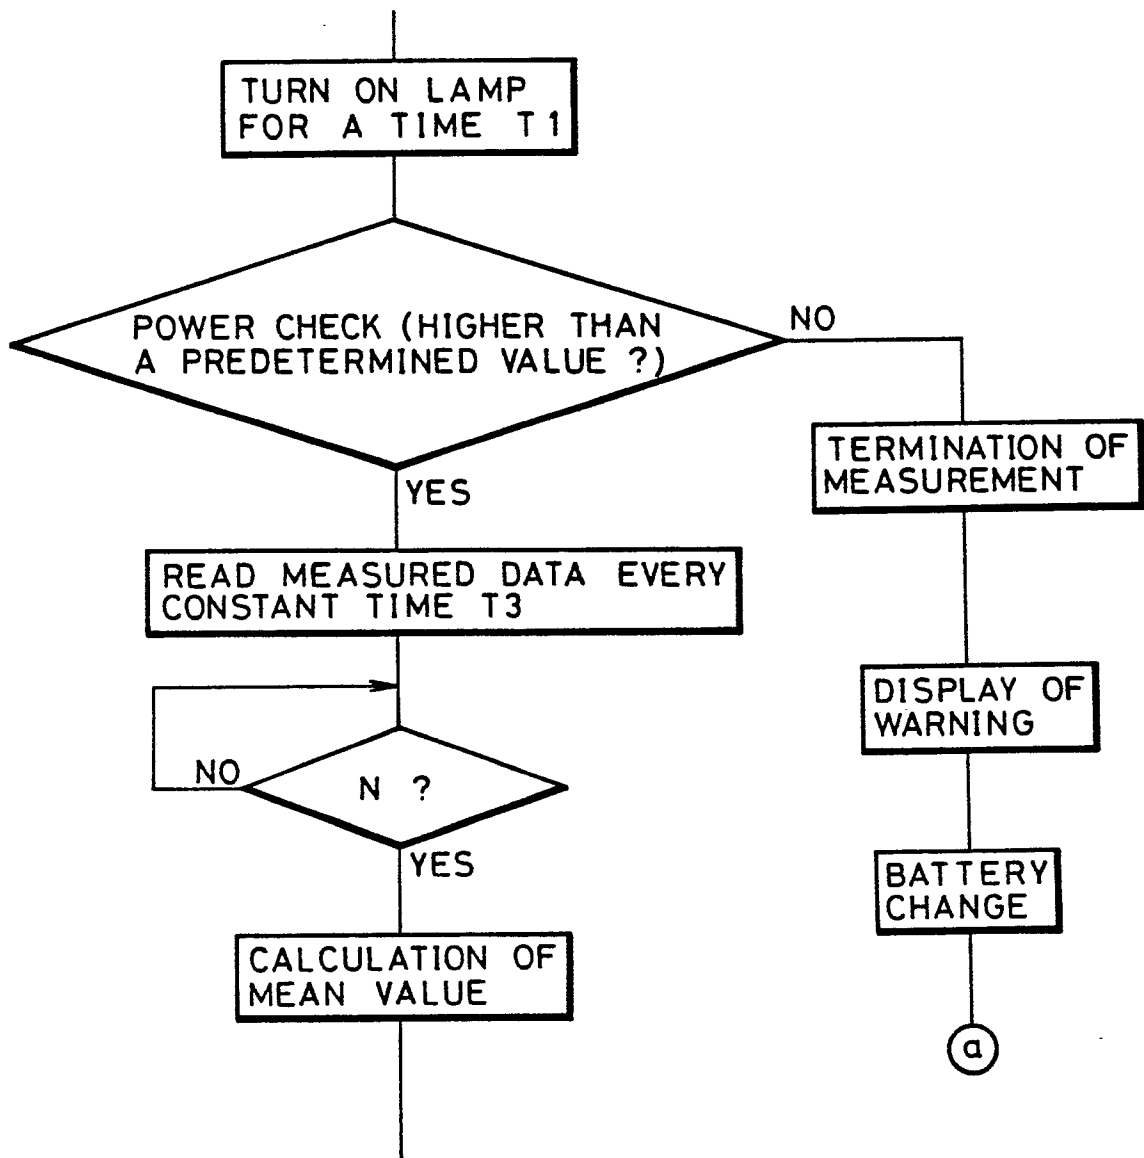 TURN ON LAMP
FOR A TIME T1
POWER CHECK (HIGHER THAN
A PREDETERMINED VALUE ?)
NO
TERMINATION OF
MEASUREMENT
YES
READ MEASURED DATA EVERY
CONSTANT TIME T3
DISPLAY OF
WARNING
NO
N ?
YES
BATTERY
CHANGE
CALCULATION OF
MEAN VALUE
a